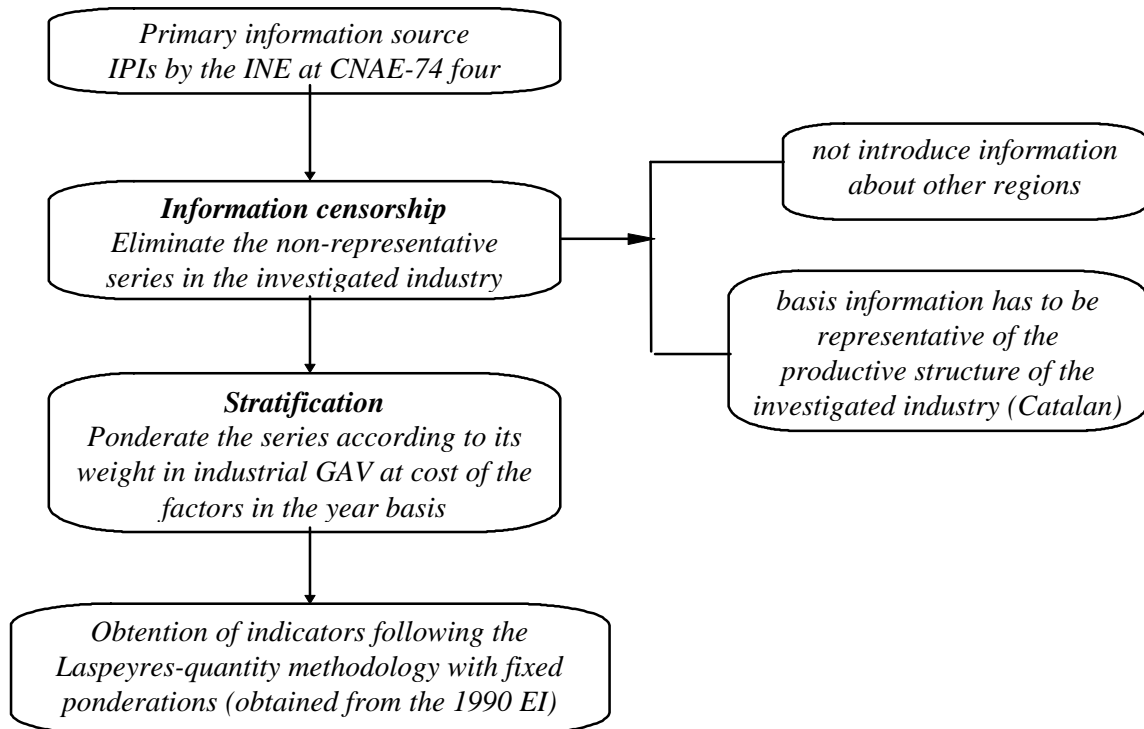 Primary information source
IPIs by the INE at CNAE-74 four
Information censorship
Eliminate the non-representative
series in the investigated industry
not introduce information
about other regions
basis information has to be
representative of the
productive structure of the
investigated industry (Catalan)
Stratification
Ponderate the series according to its
weight in industrial GAV at cost of the
factors in the year basis
Obtention of indicators following the
Laspeyres-quantity methodology with fixed
ponderations (obtained from the 1990 EI)